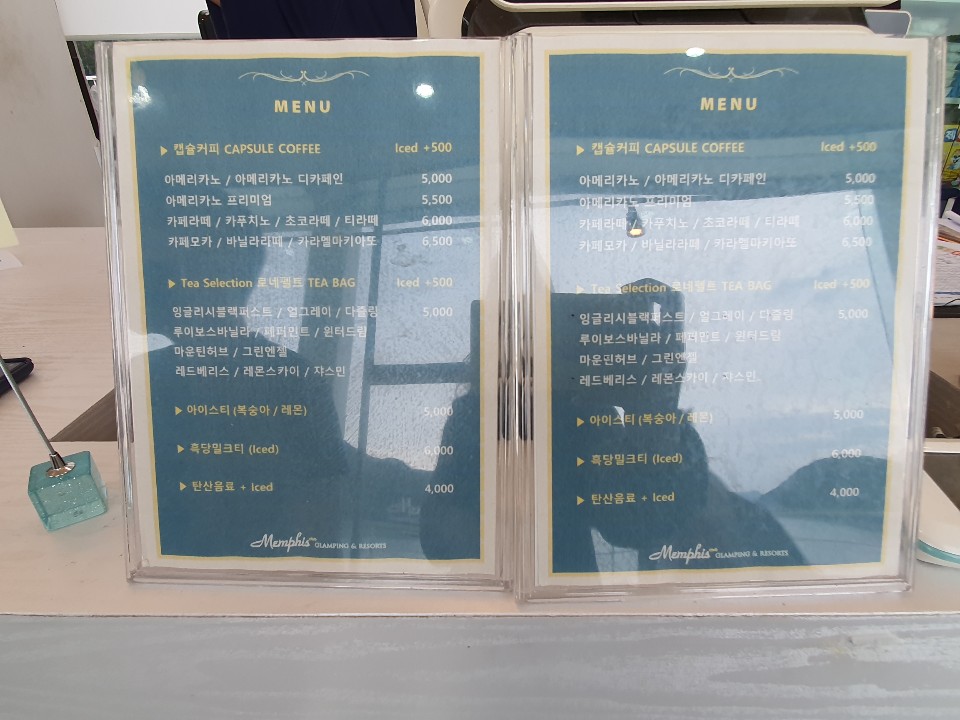 MENU
▶ 캡슐커피 CAPSULE COFFEE Iced +500
아메리카노 / 아메리카노 디카페인 5,000
아메리카노 프리미엄 5,500
카페라떼 / 카푸치노 / 초코라떼 / 티라떼 6,000
카페모카 / 바닐라라떼 / 카라멜마키아또 6,500
▶ Tea Selection 로네펠트 TEA BAG Iced +500
잉글리시블랙퍼스트 / 얼그레이 / 다즐링 5,000
루이보스바닐라 / 페퍼민트 / 윈터드림
마운틴허브 / 그린엔젤
레드베리스 / 레몬스카이 / 쟈스민
▶ 아이스티 (복숭아 / 레몬) 5,000
▶ 흑당밀크티 (Iced) 6,000
▶ 탄산음료 + Iced 4,000
Memphis GLAMPING & RESORTS
MENU
▶ 캡슐커피 CAPSULE COFFEE Iced +500
아메리카노 / 아메리카노 디카페인 5,000
아메리카노 프리미엄 5,500
카페라떼 / 카푸치노 / 초코라떼 / 티라떼 6,000
카페모카 / 바닐라라떼 / 카라멜마키아또 6,500
▶ Tea Selection 로네펠트 TEA BAG Iced +500
잉글리시블랙퍼스트 / 얼그레이 / 다즐링 5,000
루이보스바닐라 / 페퍼민트 / 윈터드림
마운틴허브 / 그린엔젤
레드베리스 / 레몬스카이 / 쟈스민
▶ 아이스티 (복숭아 / 레몬) 5,000
▶ 흑당밀크티 (Iced) 6,000
▶ 탄산음료 + Iced 4,000
Memphis GLAMPING & RESORTS